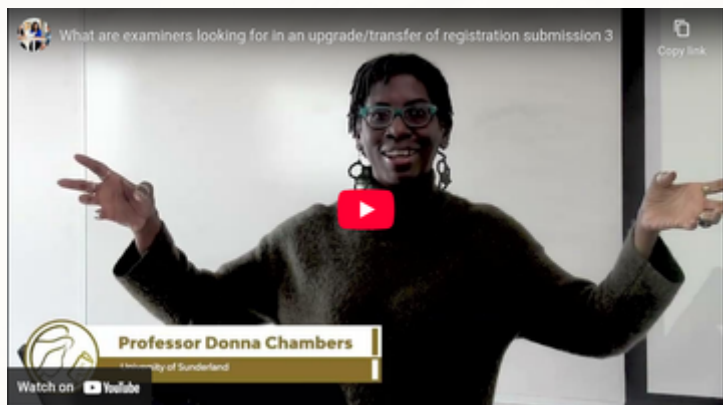 What are examiners looking for in an upgrade/transfer of registration submission 3
Copy link
Professor Donna Chambers
University of Sunderland
Watch on YouTube